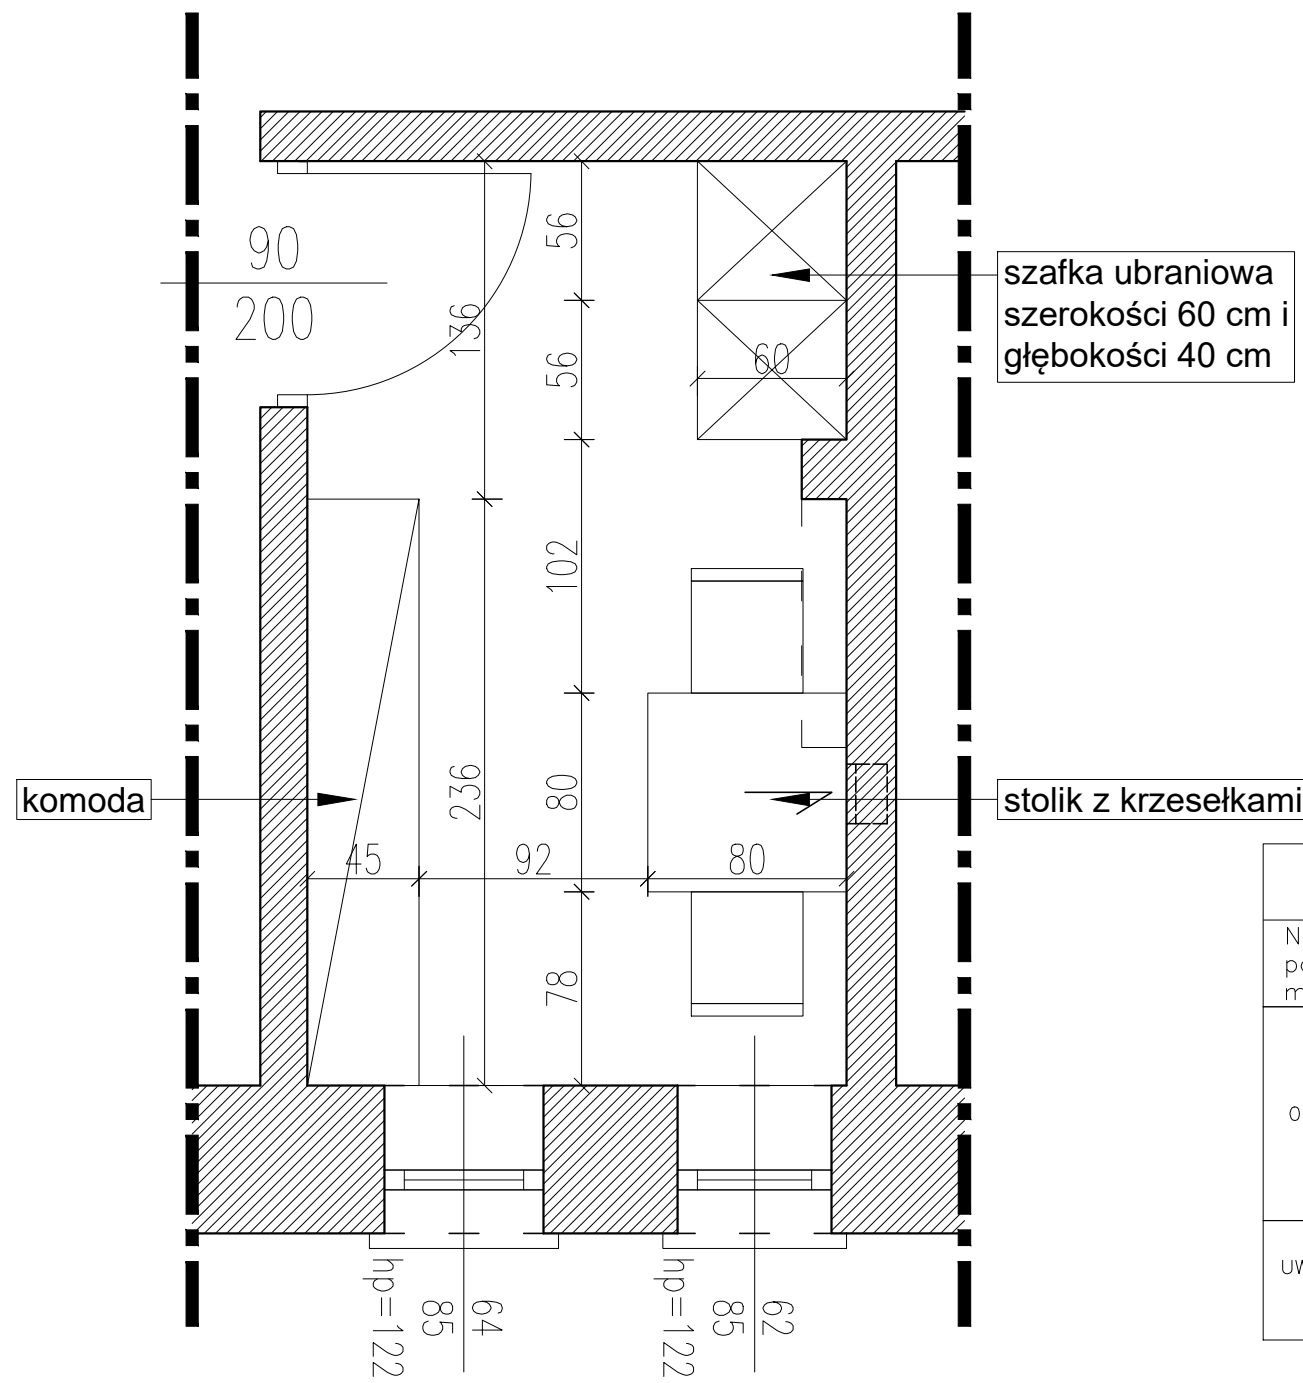 90
200
136
56
56
60
szafka ubraniowa
szerokości 60 cm i
głębokości 40 cm
102
236
80
komoda
stolik z krzesełkami
45
92
80
78
hp=122
85
64
hp=122
85
62